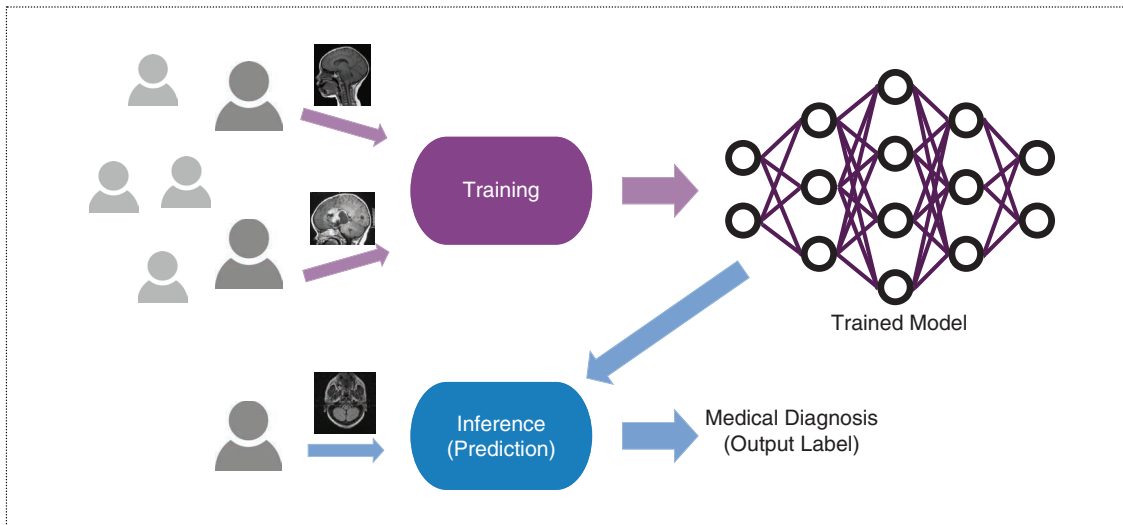 Training
Trained Model
Inference
(Prediction)
Medical Diagnosis
(Output Label)